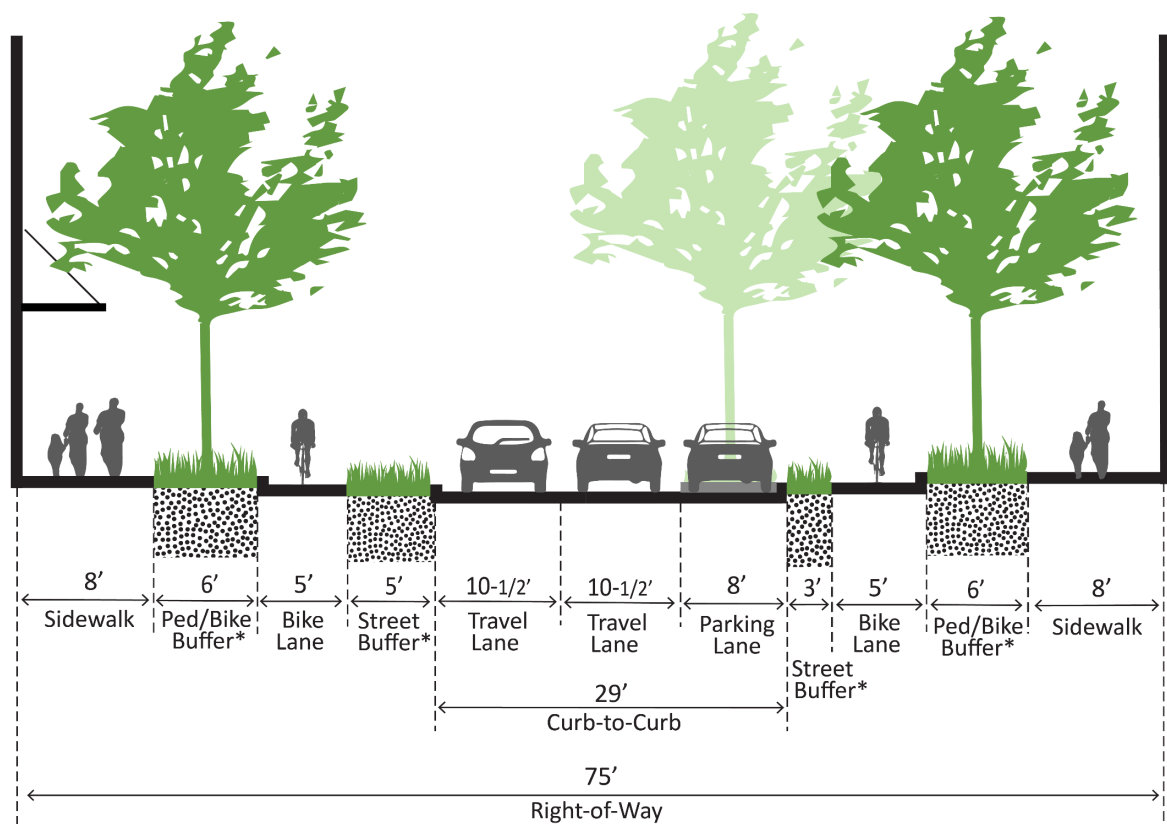 8’
6’
5’
5’
10-1/2’
10-1/2’
8’
3’
5’
6’
8’
Sidewalk
Ped/Bike
Buffer*
Bike
Lane
Street
Buffer*
Travel
Lane
Travel
Lane
Parking
Lane
Street
Buffer*
Bike
Lane
Ped/Bike
Buffer*
Sidewalk
29’
Curb-to-Curb
75’
Right-of-Way